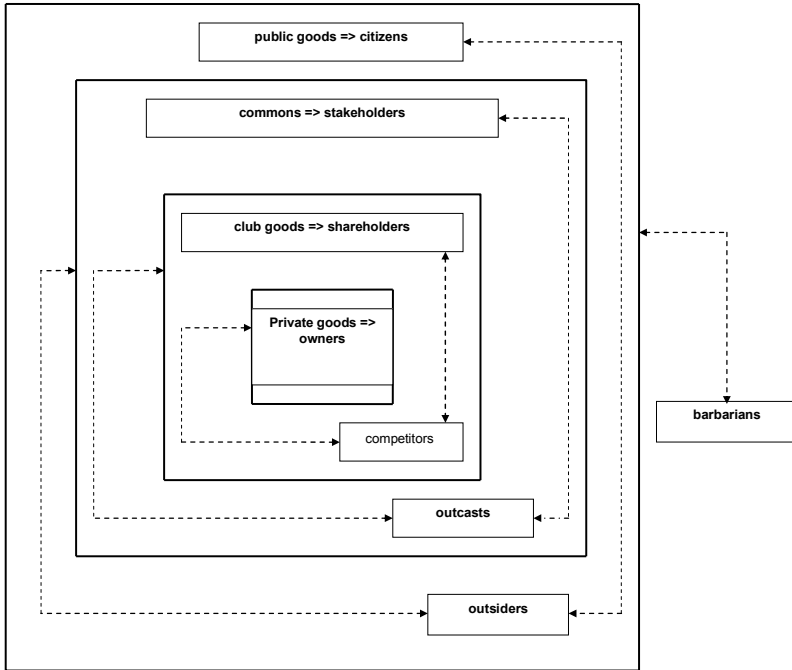 public goods => citizens
commons => stakeholders
club goods => shareholders
Private goods =>
owners
barbarians
competitors
outcasts
outsiders